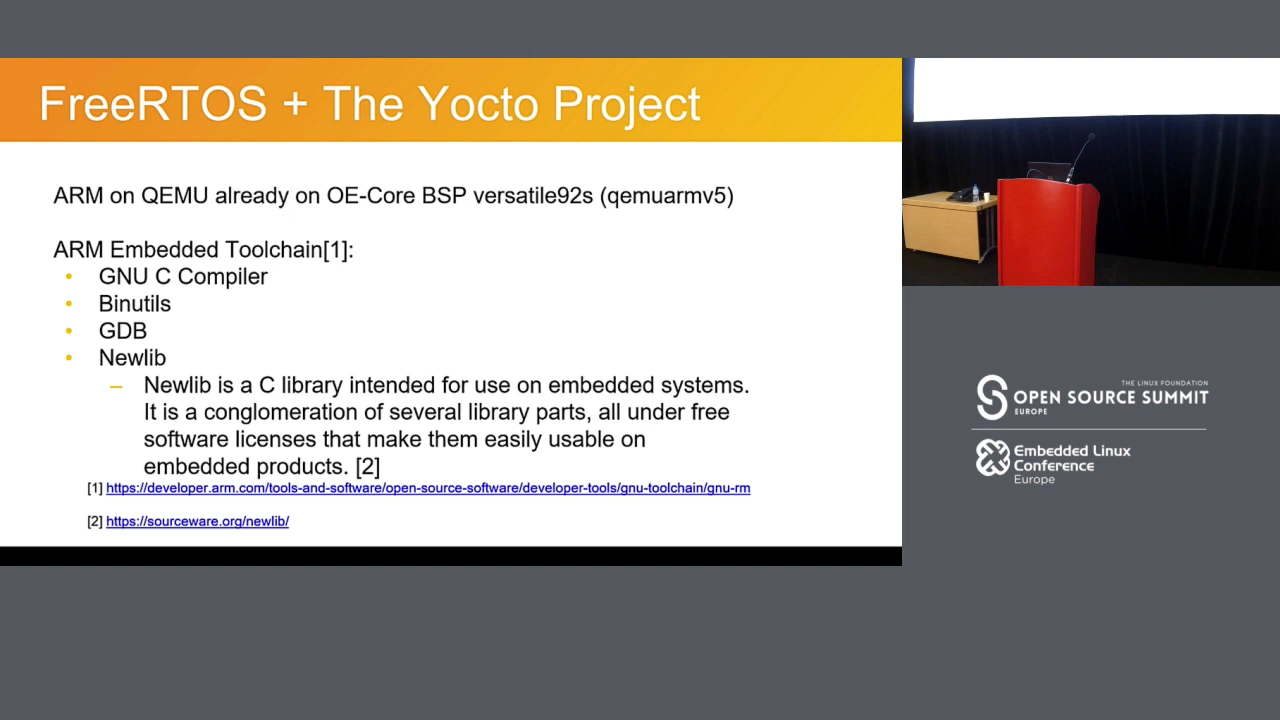 FreeRTOS + The Yocto Project
ARM on QEMU already on OE-Core BSP versatile92s (qemuarmv5)
ARM Embedded Toolchain[1]:
• GNU C Compiler
• Binutils
• GDB
• Newlib
– Newlib is a C library intended for use on embedded systems.
It is a conglomeration of several library parts, all under free
software licenses that make them easily usable on
embedded products. [2]
[1] https://developer.arm.com/tools-and-software/open-source-software/developer-tools/gnu-toolchain/gnu-rm
[2] https://sourceware.org/newlib/
THE LINUX FOUNDATION
OPEN SOURCE SUMMIT
EUROPE
Embedded Linux
Conference
Europe